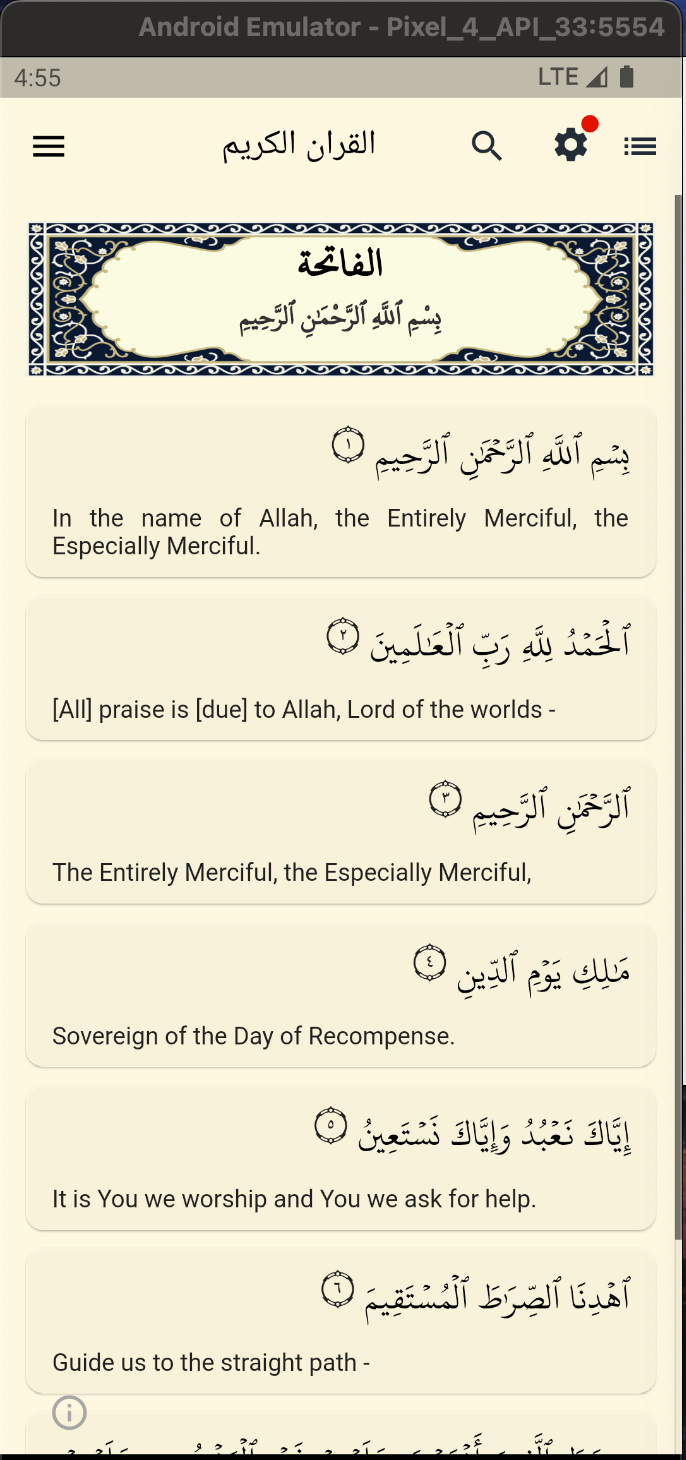 Android Emulator - Pixel_4_API_33:5554
4:55 LTE
القران الكريم
الفاتحة
بِسْمِ ٱللَّهِ ٱلرَّحْمَٰنِ ٱلرَّحِيمِ
بِسۡمِ ٱللَّهِ ٱلرَّحۡمَٰنِ ٱلرَّحِيمِ ١
In the name of Allah, the Entirely Merciful, the
Especially Merciful.
ٱلۡحَمۡدُ لِلَّهِ رَبِّ ٱلۡعَٰلَمِينَ ٢
[All] praise is [due] to Allah, Lord of the worlds -
ٱلرَّحۡمَٰنِ ٱلرَّحِيمِ ٣
The Entirely Merciful, the Especially Merciful,
مَٰلِكِ يَوۡمِ ٱلدِّينِ ٤
Sovereign of the Day of Recompense.
إِيَّاكَ نَعۡبُدُ وَإِيَّاكَ نَسۡتَعِينُ ٥
It is You we worship and You we ask for help.
ٱهۡدِنَا ٱلصِّرَٰطَ ٱلۡمُسۡتَقِيمَ ٦
Guide us to the straight path -